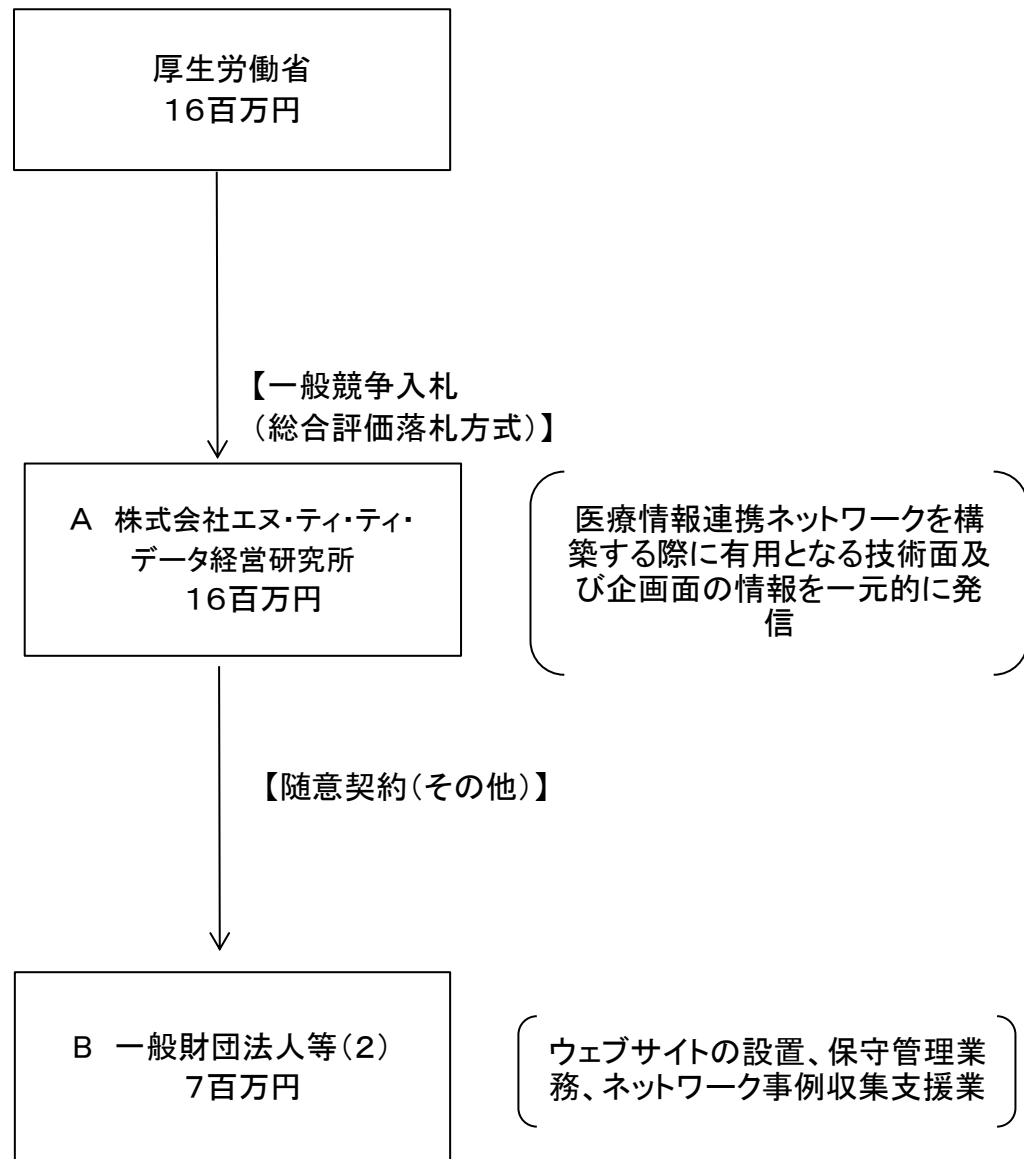 厚生労働省
16百万円
【一般競争入札
(総合評価落札方式)】
A 株式会社エヌ・ティ・ティ・
データ経営研究所
16百万円
医療情報連携ネットワークを構
築する際に有用となる技術面及
び企画面の情報を一元的に発
信
【随意契約(その他)】
B 一般財団法人等(2)
7百万円
ウェブサイトの設置、保守管理業
務、ネットワーク事例収集支援業